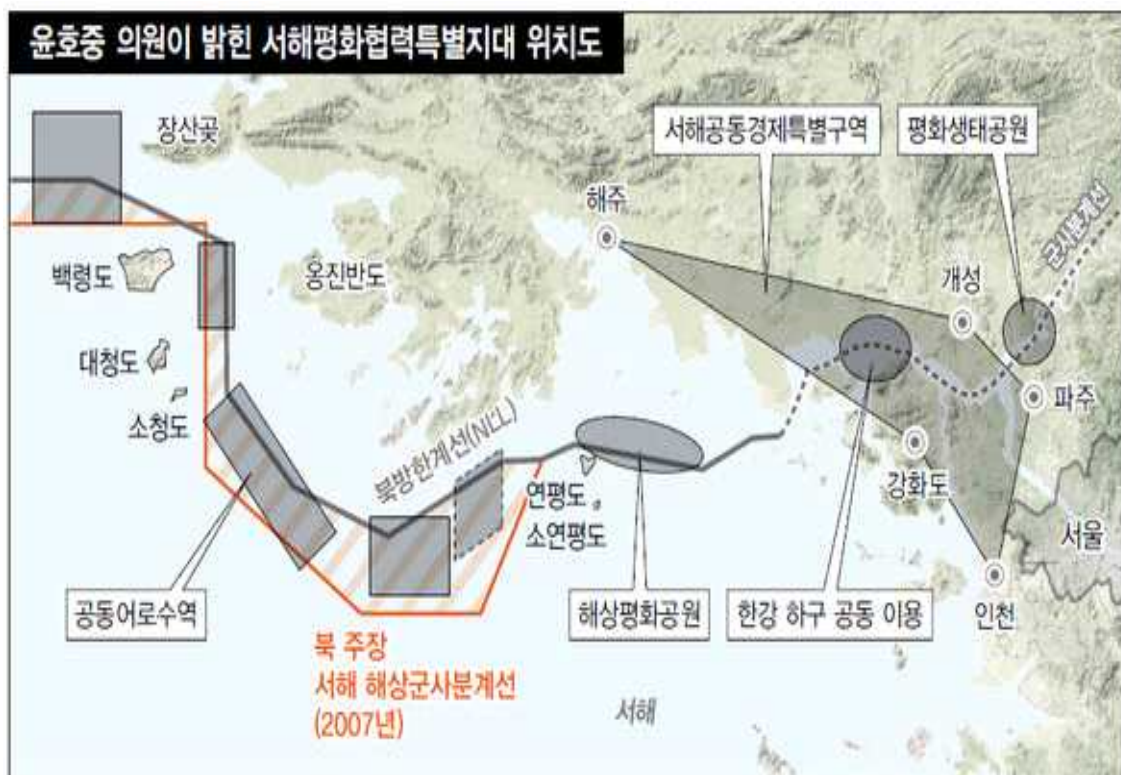 윤호중 의원이 밝힌 서해평화협력특별지대 위치도
장산곶
서해공동경제특별구역
평화생태공원
해주
군사분계선
백령도
옹진반도
개성
대청도
파주
소청도
북방한계선(NLL)
강화도
연평도
소연평도
서울
공동어로수역
해상평화공원
한강 하구 공동 이용
인천
북 주장
서해 해상군사분계선
(2007년)
서해